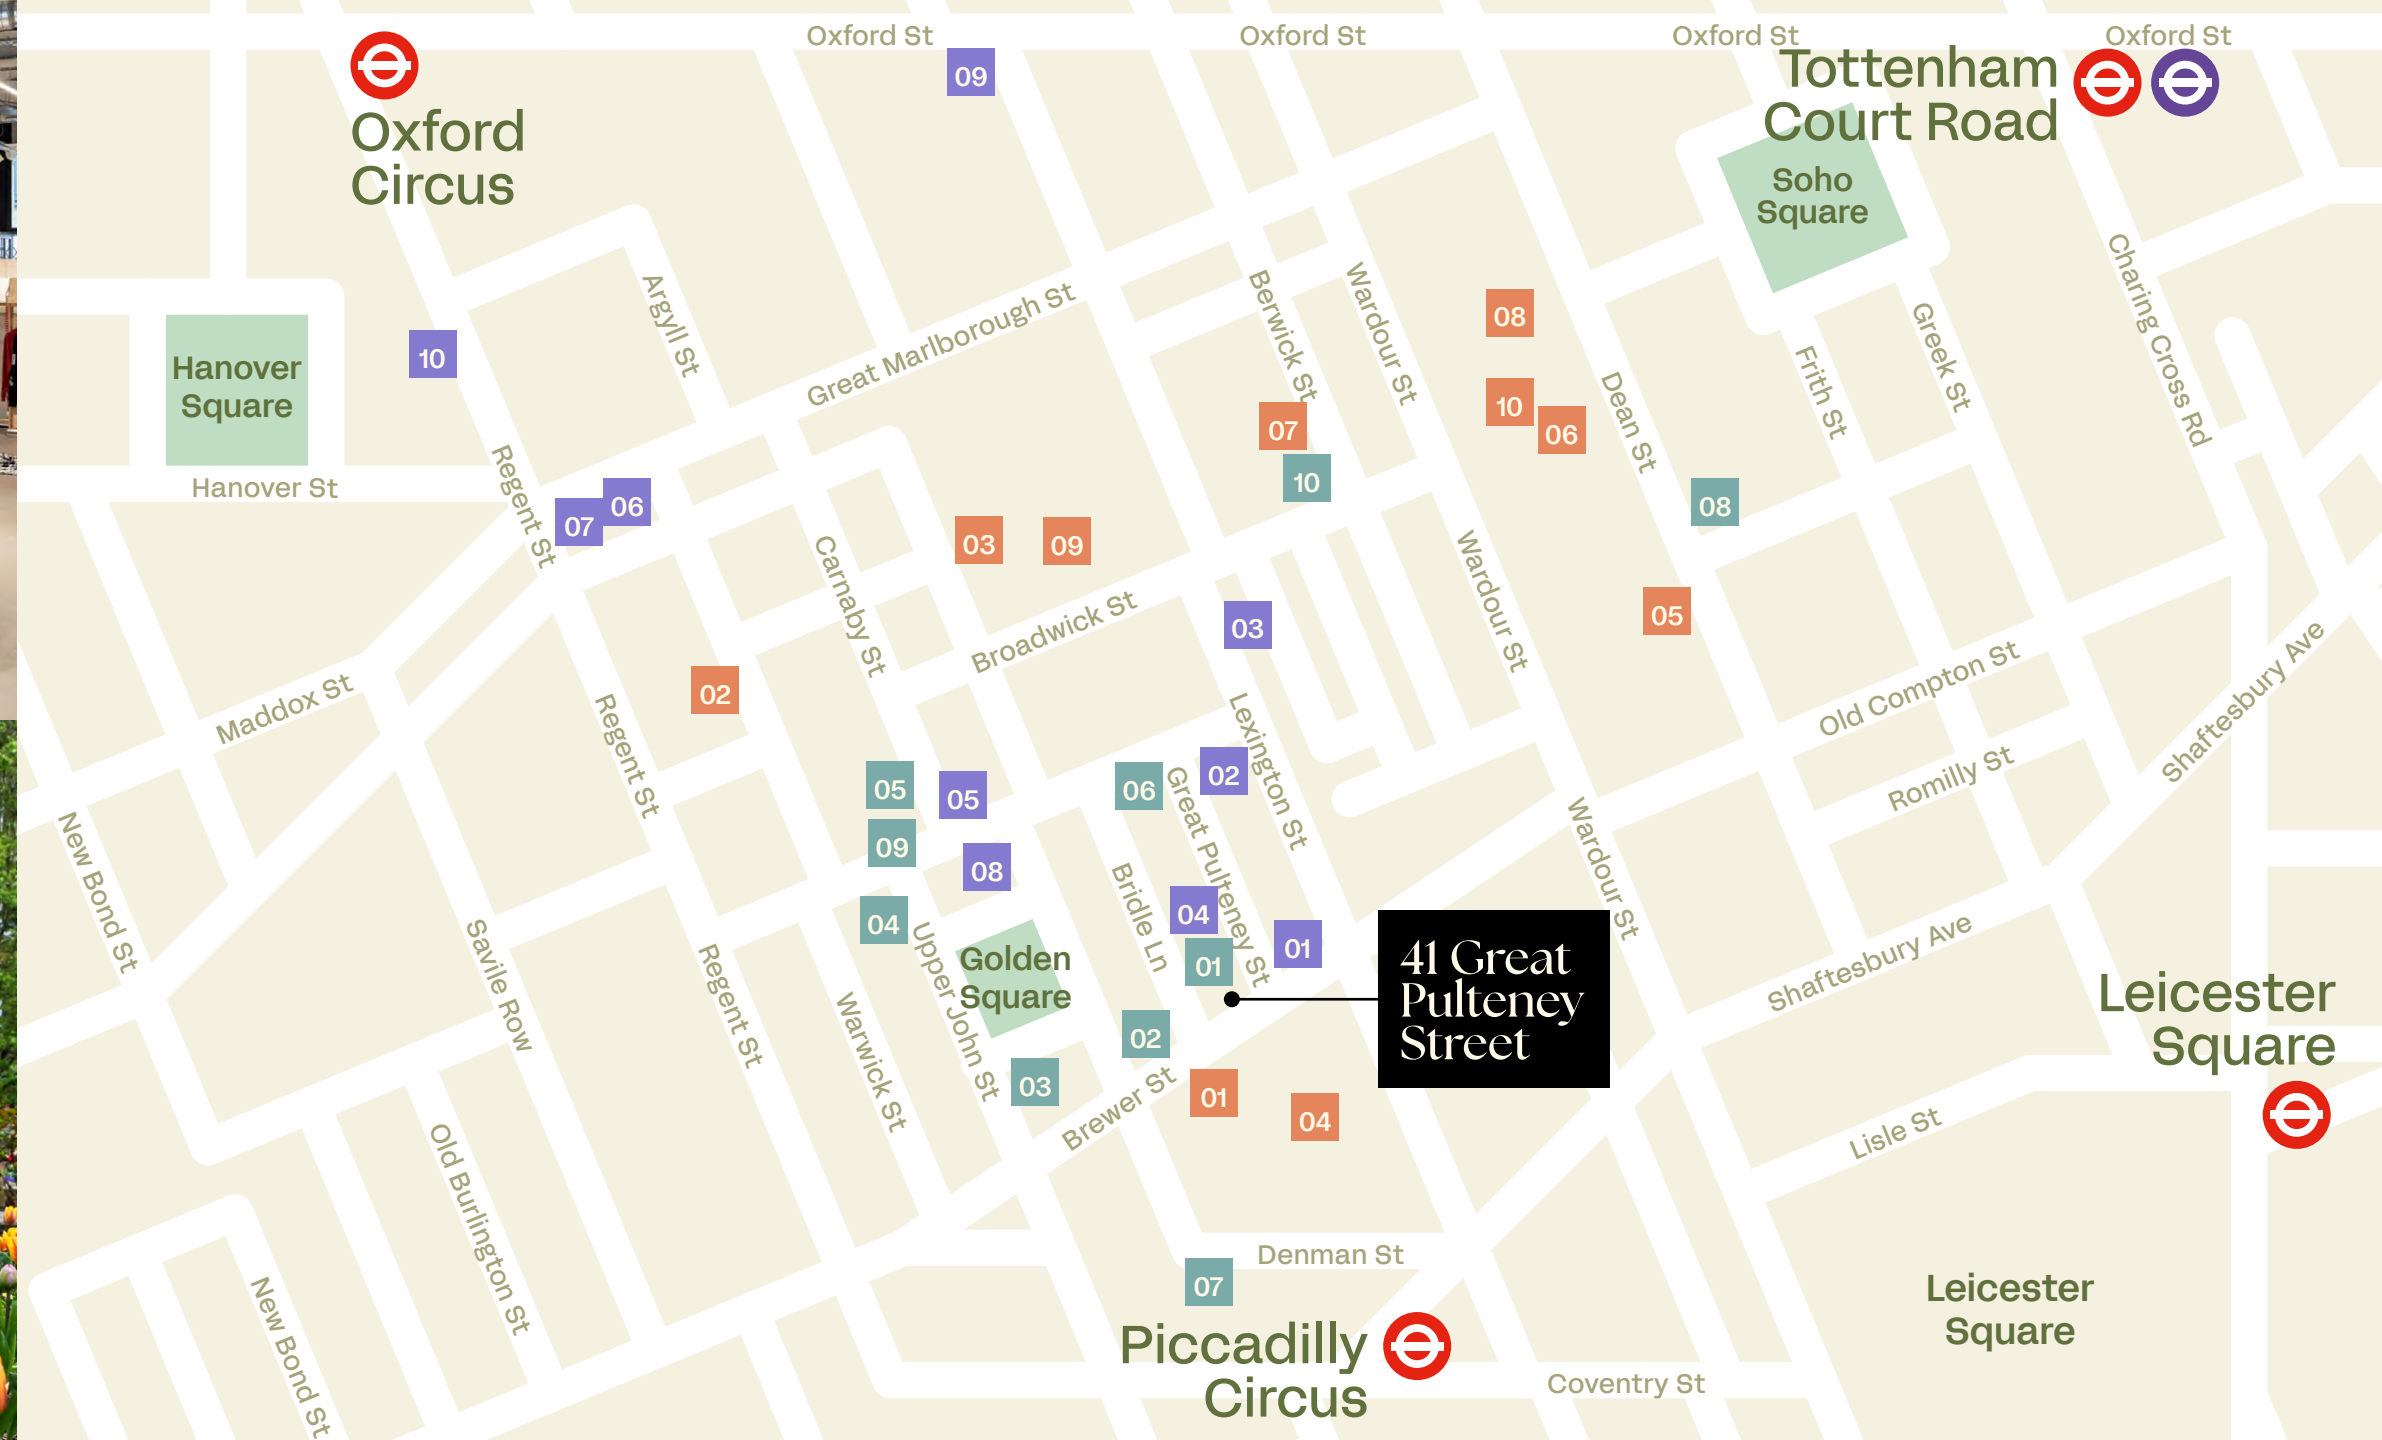 Oxford St
Oxford St
Oxford St
Oxford St
09
Tottenham
Court Road
Oxford
Circus
Soho
Square
Hanover
Square
10
Argyll St
Great Marlborough St
Berwick St
Wardour St
08
10
06
07
10
Dean St
Frith St
Greek St
Charing Cross Rd
08
Hanover St
Regent St
07
06
03
09
Carnaby St
Broadwick St
03
Wardour St
05
02
Maddox St
Regent St
Old Compton St
Shaftesbury Ave
Romilly St
05
05
06
02
Lexington St
Great Pulteney St
09
08
Bridle Ln
Wardour St
New Bond St
04
04
01
01
Savile Row
Upper John St
Golden
Square
Regent St
Warwick St
41 Great
Pulteney
Street
Shaftesbury Ave
Leicester
Square
02
03
Brewer St
01
04
Lisle St
Old Burlington St
New Bond St
Denman St
07
Piccadilly
Circus
Leicester
Square
Coventry St